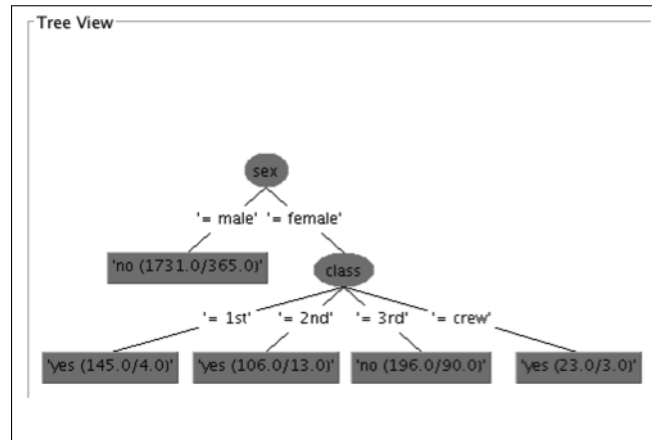 Tree View
sex
'= male' '= female'
'no (1731.0/365.0)'
class
'= 1st' '= 2nd' '= 3rd' '= crew'
'yes (145.0/4.0)' 'yes (106.0/13.0)' 'no (196.0/90.0)' 'yes (23.0/3.0)'